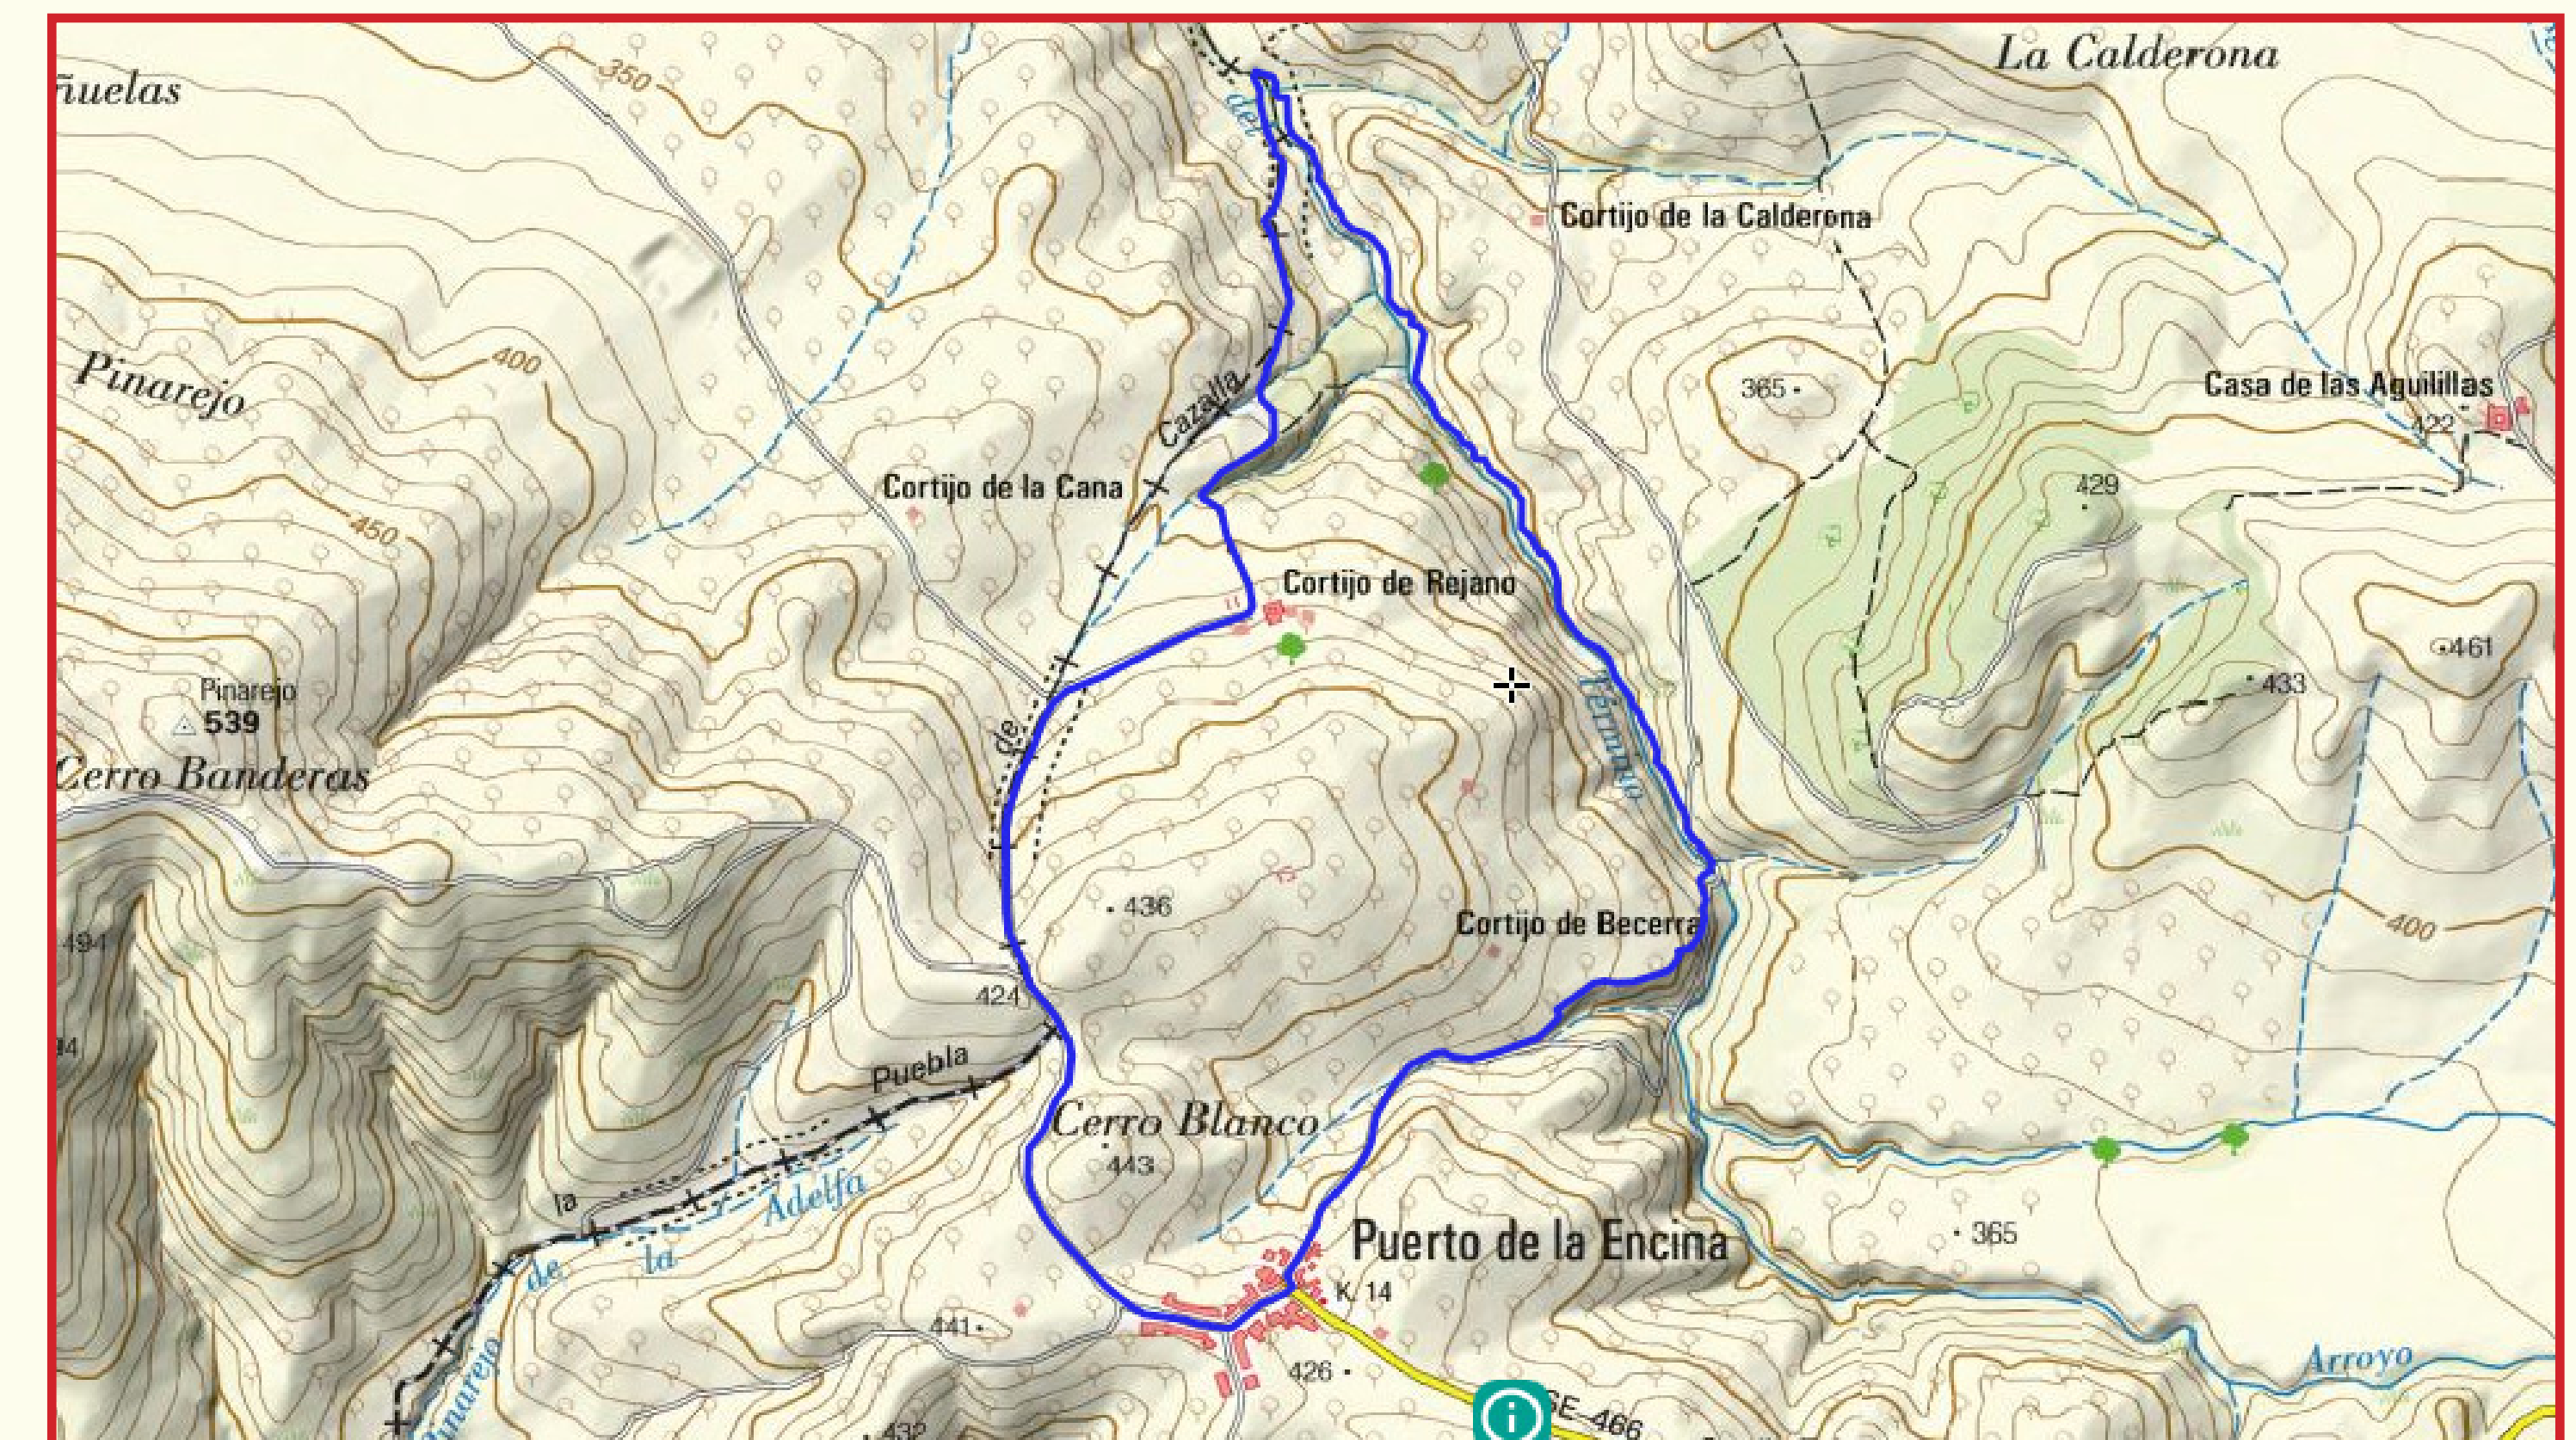 La Calderona
ñuelas
350
del
Cortijo de la Calderona
400
Pinarejo
365
Casa de las Aguilillas
422
Cazalla
Cortijo de la Cana
429
450
Cortijo de Rejano
461
433
Pinarejo
539
de
Término
Cerro Banderas
436
Cortijo de Becerra
400
494
424
Puebla
Cerro Blanco
443
la
Adelfa
Puerto de la Encina
365
de
la
K. 14
441
Arroyo
426
Pinarejo
SE-466
432